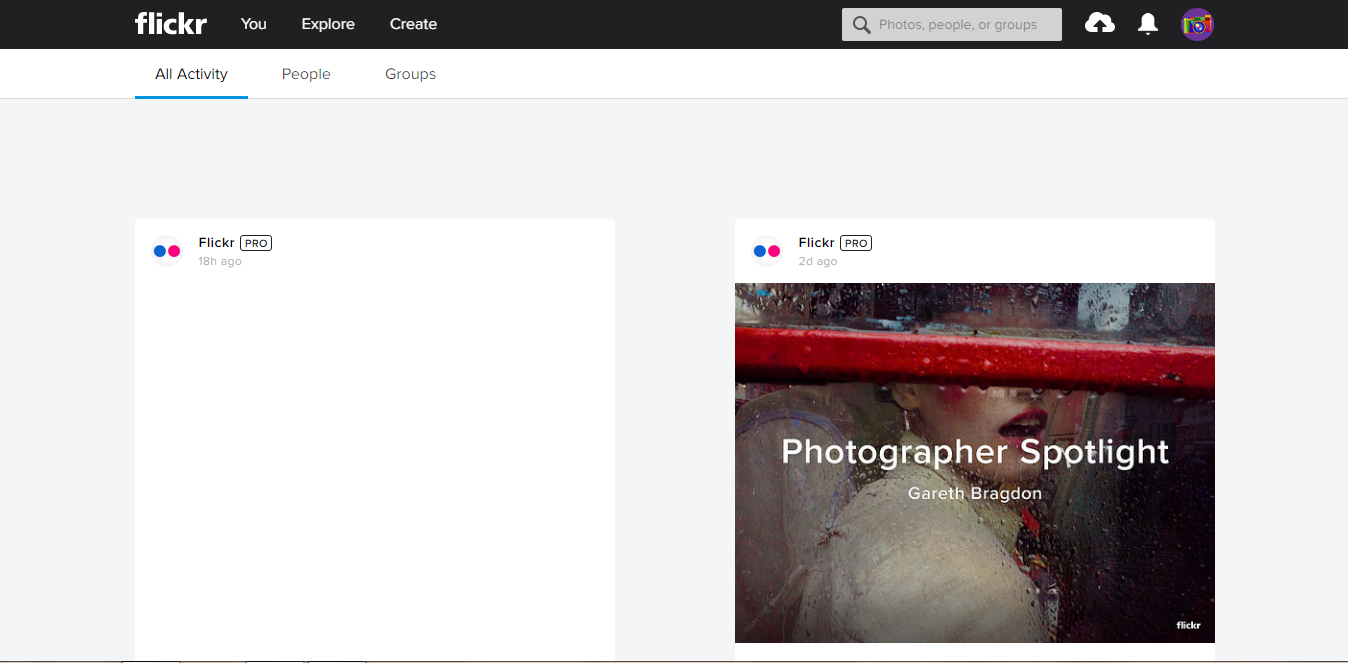 flickr You Explore Create Photos, people, or groups
All Activity People Groups
Flickr PRO
18h ago
Flickr PRO
2d ago
Photographer Spotlight
Gareth Bragdon
flickr